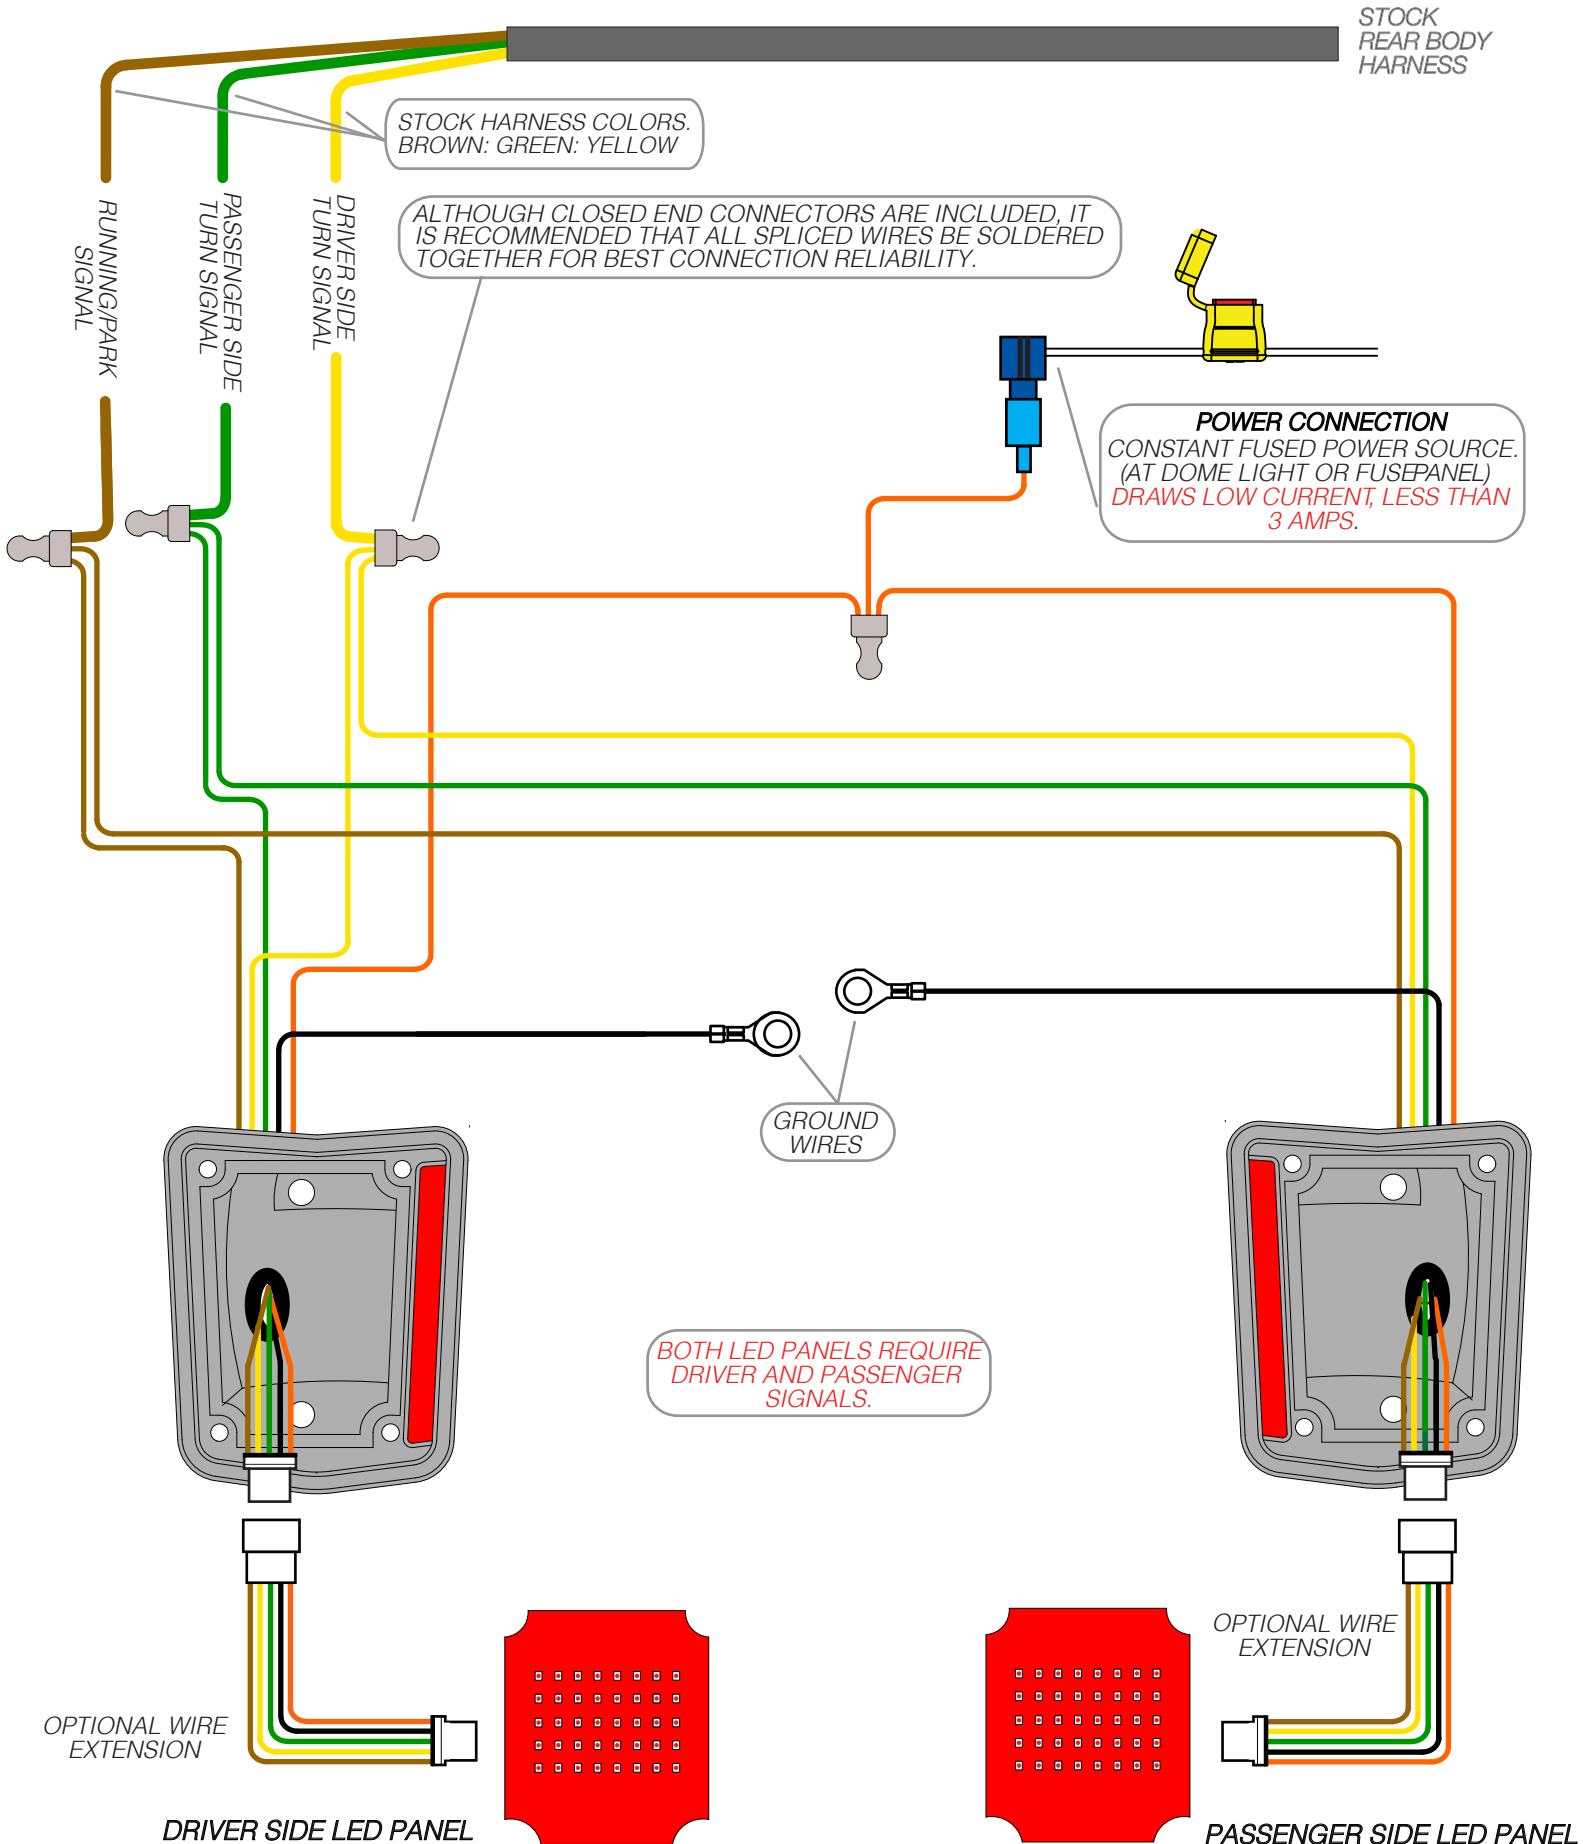 STOCK
REAR BODY
HARNESS
STOCK HARNESS COLORS.
BROWN: GREEN: YELLOW
RUNNING/PARK
SIGNAL
PASSENGER SIDE
TURN SIGNAL
DRIVER SIDE
TURN SIGNAL
ALTHOUGH CLOSED END CONNECTORS ARE INCLUDED, IT
IS RECOMMENDED THAT ALL SPLICED WIRES BE SOLDERED
TOGETHER FOR BEST CONNECTION RELIABILITY.
POWER CONNECTION
CONSTANT FUSED POWER SOURCE.
(AT DOME LIGHT OR FUSEPANEL)
DRAWS LOW CURRENT, LESS THAN
3 AMPS.
GROUND
WIRES
BOTH LED PANELS REQUIRE
DRIVER AND PASSENGER
SIGNALS.
OPTIONAL WIRE
EXTENSION
OPTIONAL WIRE
EXTENSION
DRIVER SIDE LED PANEL
PASSENGER SIDE LED PANEL